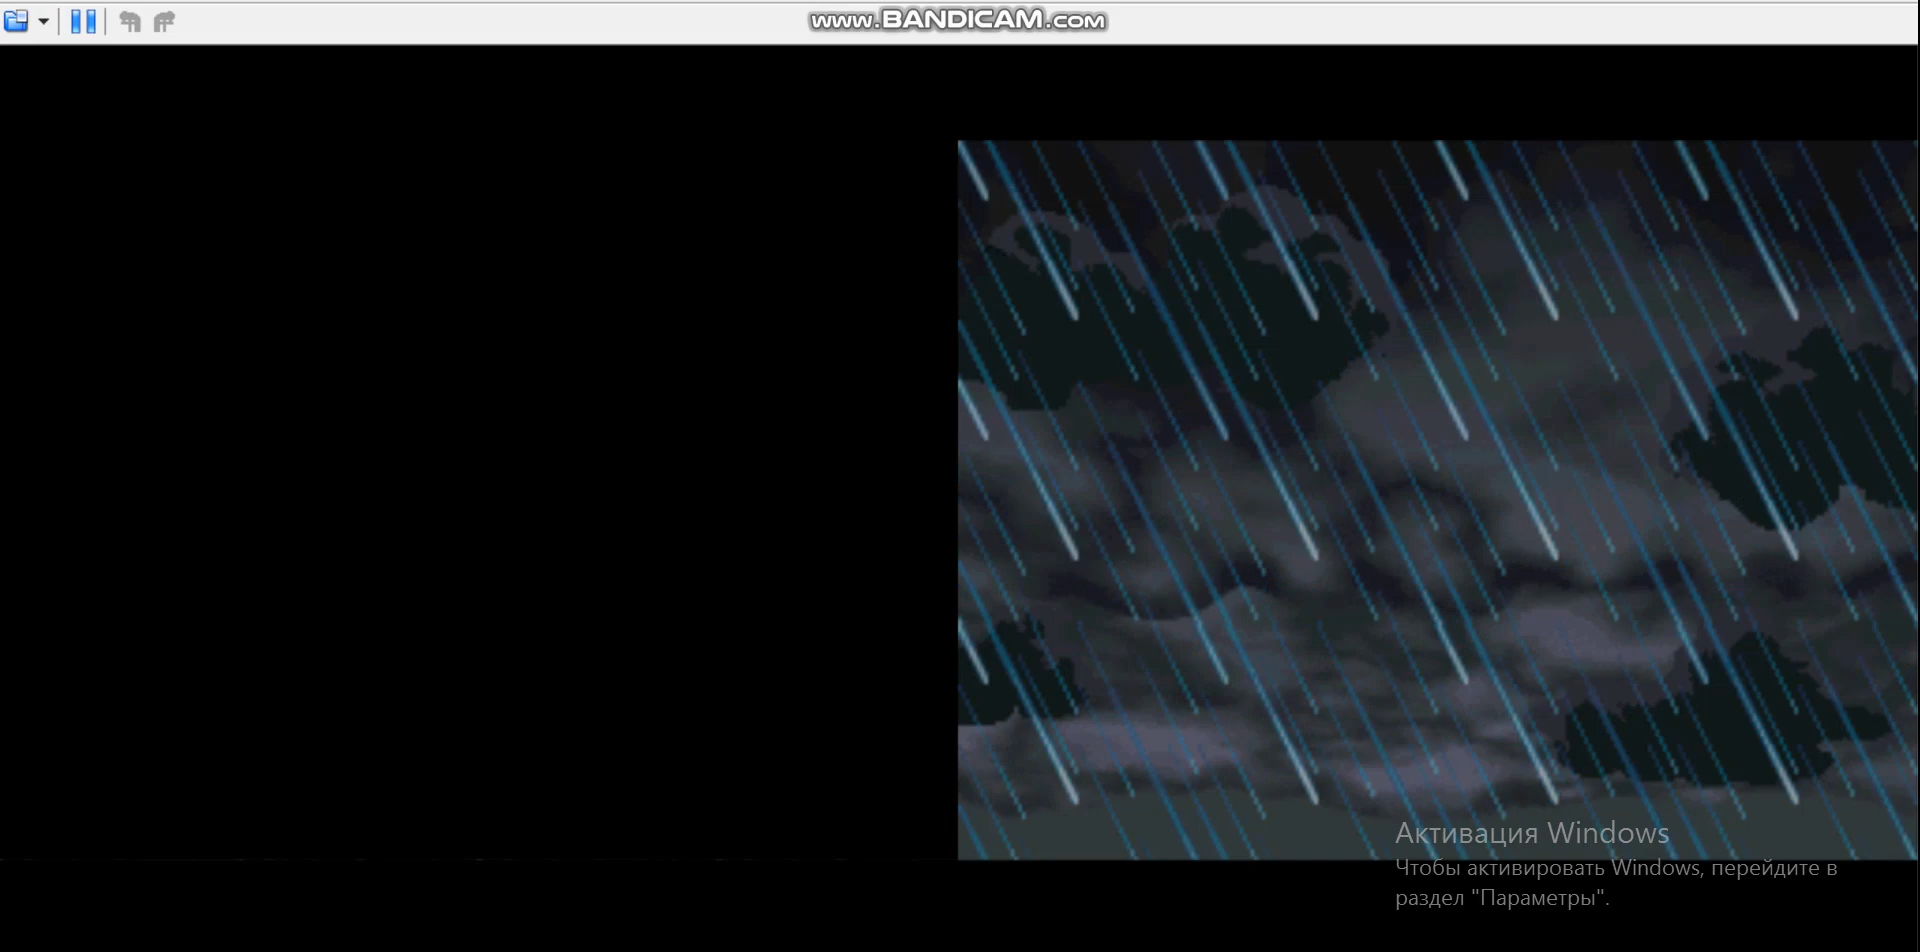 www.BANDICAM.com
Активация Windows
Чтобы активировать Windows, перейдите в
раздел "Параметры".